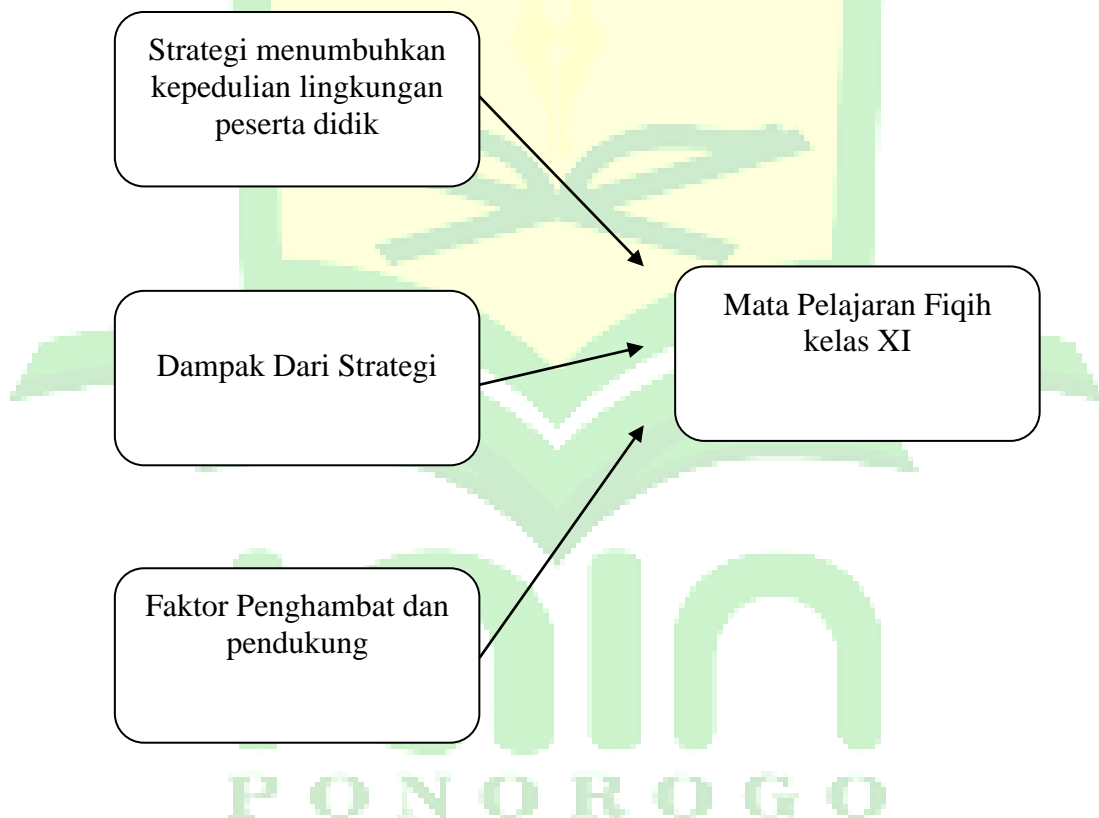 Strategi menumbuhkan
kepedulian lingkungan
peserta didik
Mata Pelajaran Fiqih
kelas XI
Dampak Dari Strategi
Faktor Penghambat dan
pendukung
iain
PONOROGO